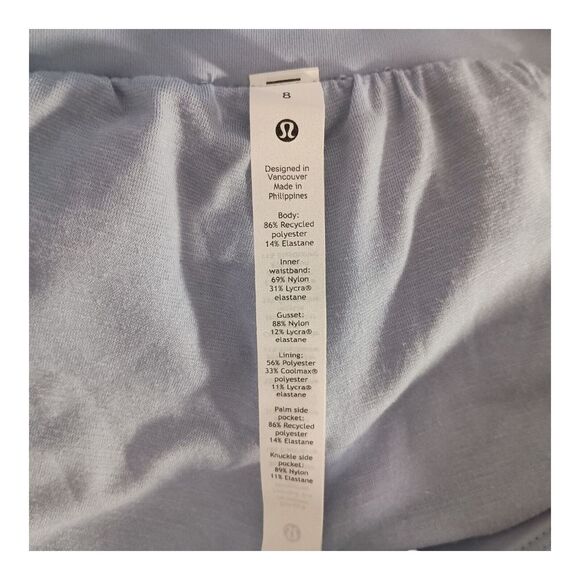 8
Designed in
Vancouver
Made in
Philippines
Body:
86% Recycled
polyester
14% Elastane
Inner
waistband:
69% Nylon
31% Lycra®
elastane
Gusset:
88% Nylon
12% Lycra®
elastane
Lining:
56% Polyester
33% Coolmax®
polyester
11% Lycra®
elastane
Palm side
pocket:
86% Recycled
polyester
14% Elastane
Knuckle side
pocket:
89% Nylon
11% Elastane